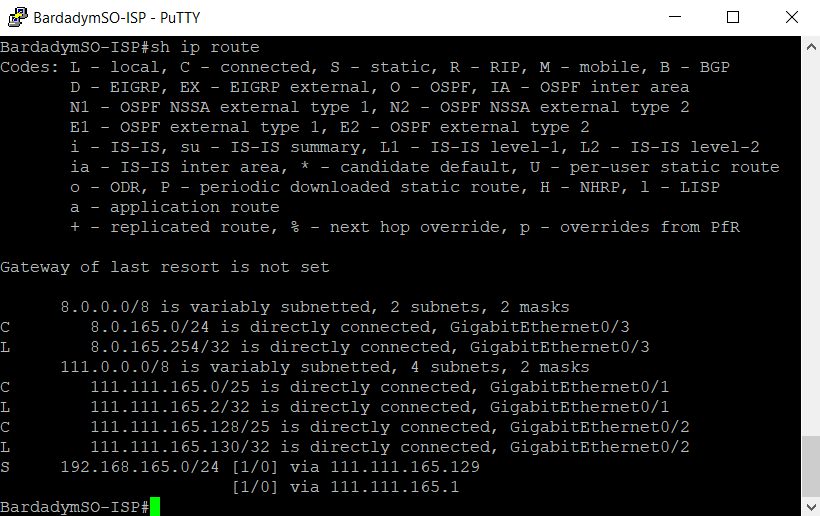 BardadymSO-ISP - PuTTY
BardadymSO-ISP#sh ip route
Codes: L - local, C - connected, S - static, R - RIP, M - mobile, B - BGP
       D - EIGRP, EX - EIGRP external, O - OSPF, IA - OSPF inter area
       N1 - OSPF NSSA external type 1, N2 - OSPF NSSA external type 2
       E1 - OSPF external type 1, E2 - OSPF external type 2
       i - IS-IS, su - IS-IS summary, L1 - IS-IS level-1, L2 - IS-IS level-2
       ia - IS-IS inter area, * - candidate default, U - per-user static route
       o - ODR, P - periodic downloaded static route, H - NHRP, l - LISP
       a - application route
       + - replicated route, % - next hop override, p - overrides from PfR
Gateway of last resort is not set
      8.0.0.0/8 is variably subnetted, 2 subnets, 2 masks
C        8.0.165.0/24 is directly connected, GigabitEthernet0/3
L        8.0.165.254/32 is directly connected, GigabitEthernet0/3
      111.0.0.0/8 is variably subnetted, 4 subnets, 2 masks
C        111.111.165.0/25 is directly connected, GigabitEthernet0/1
L        111.111.165.2/32 is directly connected, GigabitEthernet0/1
C        111.111.165.128/25 is directly connected, GigabitEthernet0/2
L        111.111.165.130/32 is directly connected, GigabitEthernet0/2
S     192.168.165.0/24 [1/0] via 111.111.165.129
                       [1/0] via 111.111.165.1
BardadymSO-ISP#